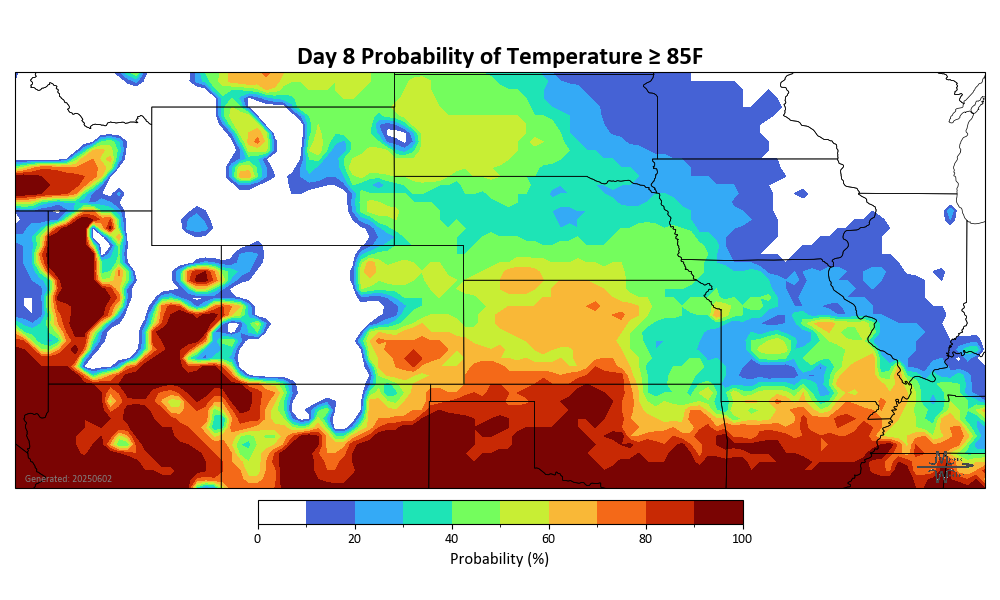 Day 8 Probability of Temperature ≥ 85F
Generated: 20250602
0 20 40 60 80 100
Probability (%)